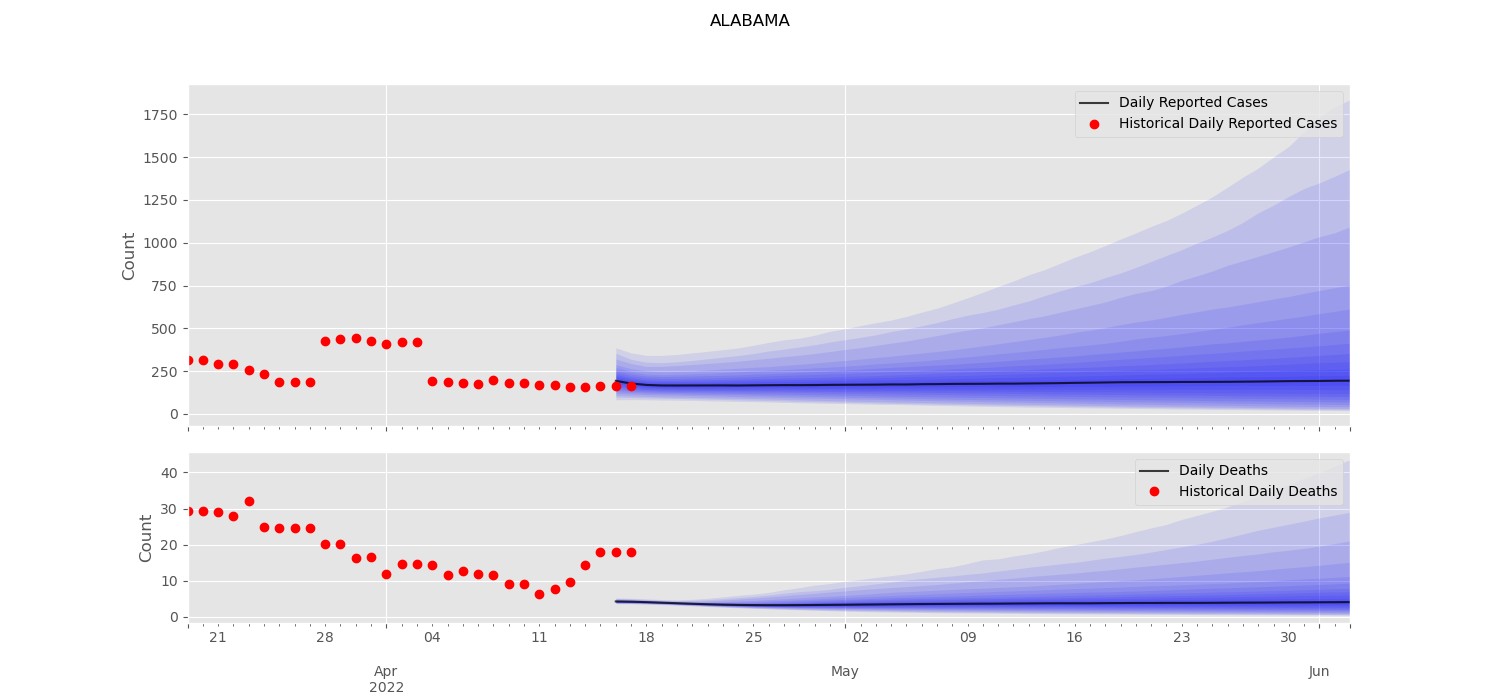 ALABAMA
Daily Reported Cases
Historical Daily Reported Cases
Count
1750
1500
1250
1000
750
500
250
0
Daily Deaths
Historical Daily Deaths
Count
40
30
20
10
0
21 28 04 11 18 25 02 09 16 23 30
Apr May Jun
2022